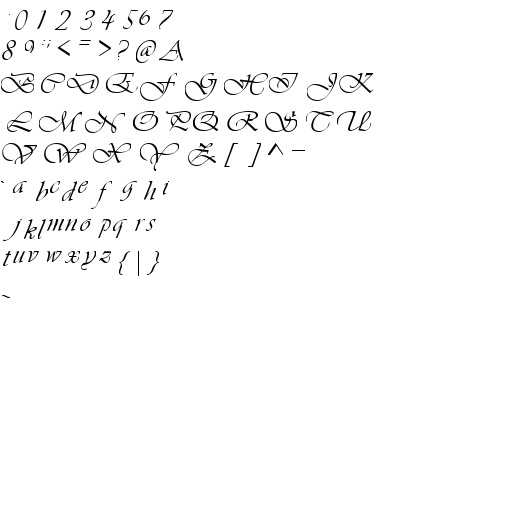 . 0 1 2 3 4 5 6 7
8 9 : ; < = > ? @ A
B C D E F G H I J K
L M N O P Q R S T U
V W X Y Z [ ] ^ -
` a b c d e f g h i
j k l m n o p q r s
t u v w x y z { | }
~